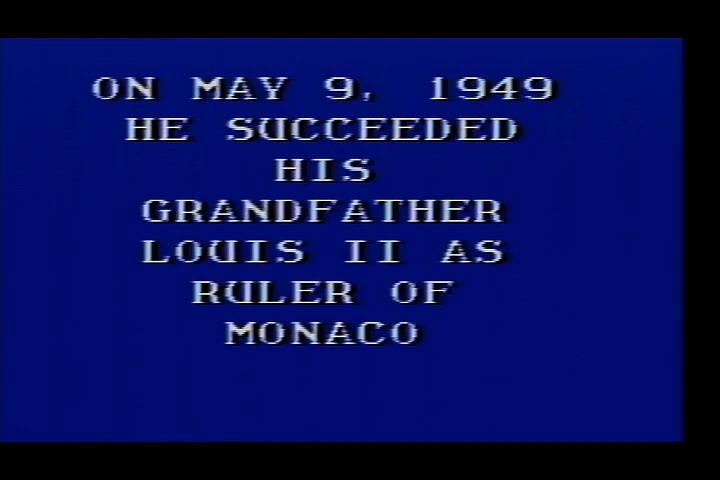 ON MAY 9, 1949
HE SUCCEEDED
HIS
GRANDFATHER
LOUIS II AS
RULER OF
MONACO